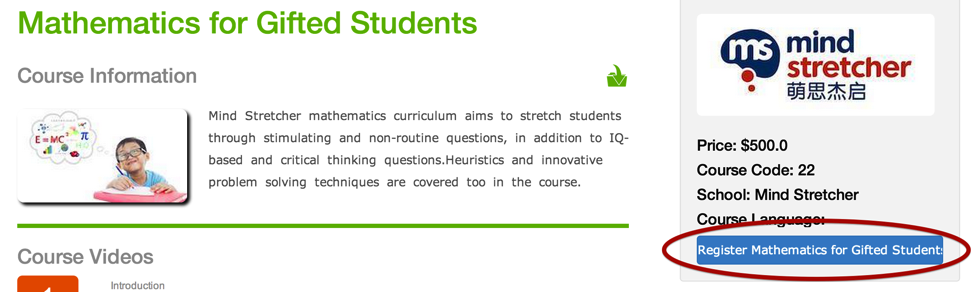 Mathematics for Gifted Students
Course Information
E=MC²
π
Mind Stretcher mathematics curriculum aims to stretch students
through stimulating and non-routine questions, in addition to IQ-
based and critical thinking questions.Heuristics and innovative
problem solving techniques are covered too in the course.
Course Videos
1
Introduction
ms mind
stretcher
萌思杰启
Price: $500.0
Course Code: 22
School: Mind Stretcher
Course Language:
Register Mathematics for Gifted Students